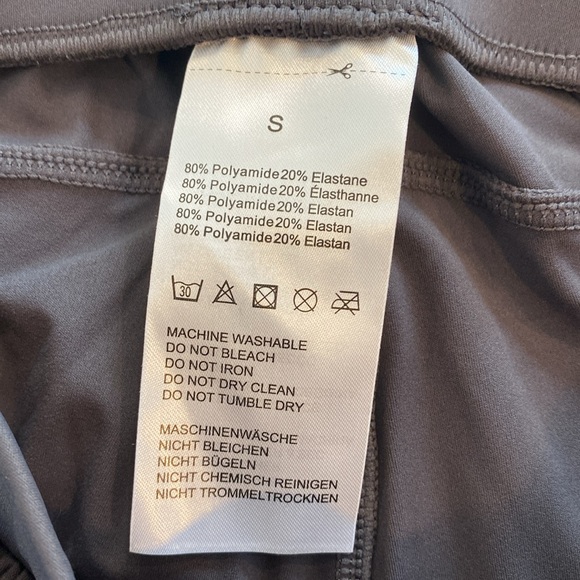 S
80% Polyamide20% Elastane
80% Polyamide20% Élasthanne
80% Polyamide20% Elastan
80% Polyamide20% Elastan
80% Polyamide20% Elastan
30
MACHINE WASHABLE
DO NOT BLEACH
DO NOT IRON
DO NOT DRY CLEAN
DO NOT TUMBLE DRY
MASCHINENWÄSCHE
NICHT BLEICHEN
NICHT BÜGELN
NICHT CHEMISCH REINIGEN
NICHT TROMMELTROCKNEN